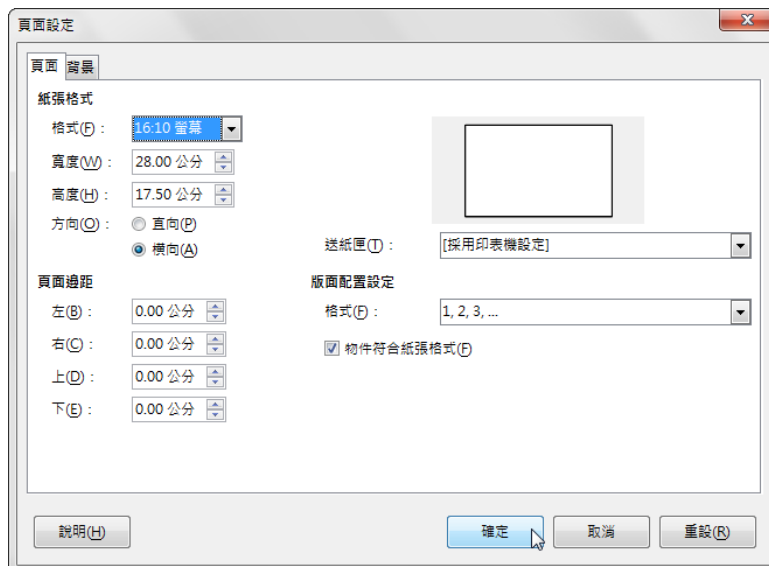 頁面設定
頁面 背景
紙張格式
格式(F)： 16:10 螢幕
寬度(W)： 28.00 公分
高度(H)： 17.50 公分
方向(O)： 直向(P)
橫向(A)
送紙匣(T)： [採用印表機設定]
頁面邊距
版面配置設定
左(B)： 0.00 公分
格式(F)： 1, 2, 3, ...
右(C)： 0.00 公分
物件符合紙張格式(F)
上(D)： 0.00 公分
下(E)： 0.00 公分
說明(H) 確定 取消 重設(R)